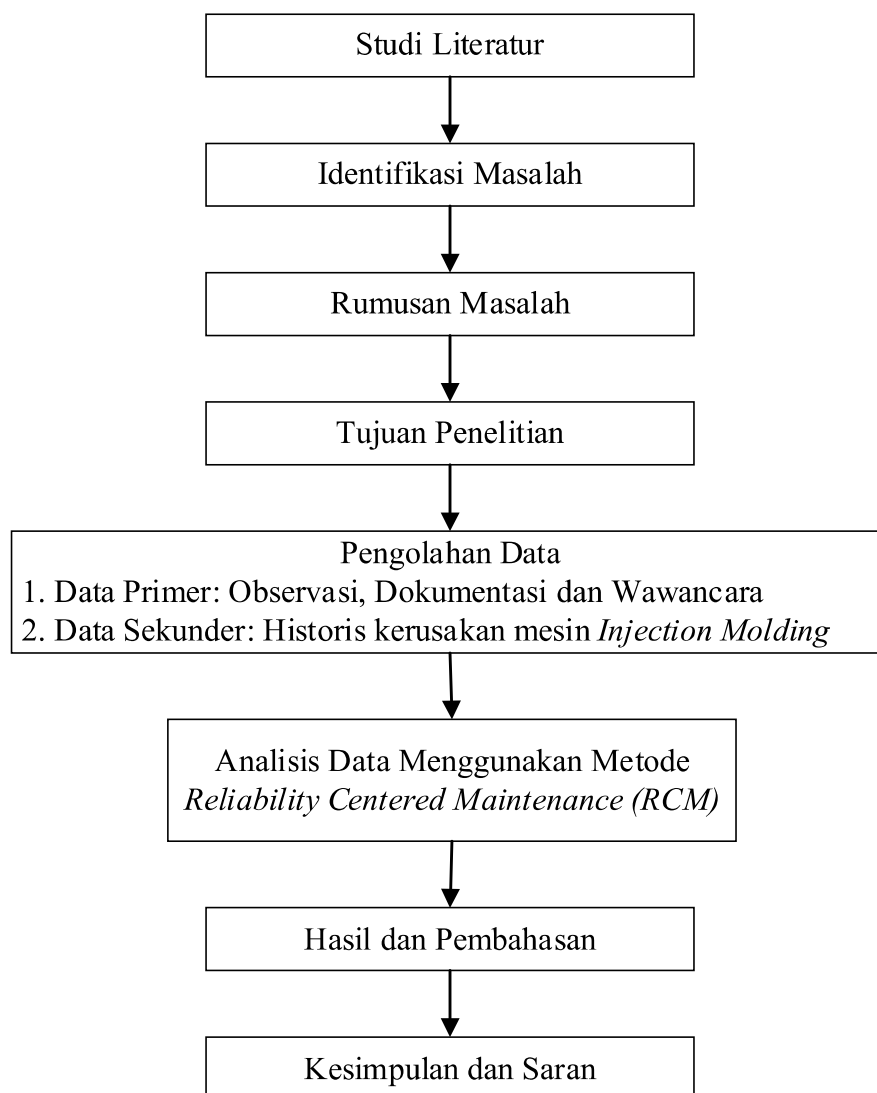 Studi Literatur
Identifikasi Masalah
Rumusan Masalah
Tujuan Penelitian
Pengolahan Data
1. Data Primer: Observasi, Dokumentasi dan Wawancara
2. Data Sekunder: Historis kerusakan mesin Injection Molding
Analisis Data Menggunakan Metode
Reliability Centered Maintenance (RCM)
Hasil dan Pembahasan
Kesimpulan dan Saran